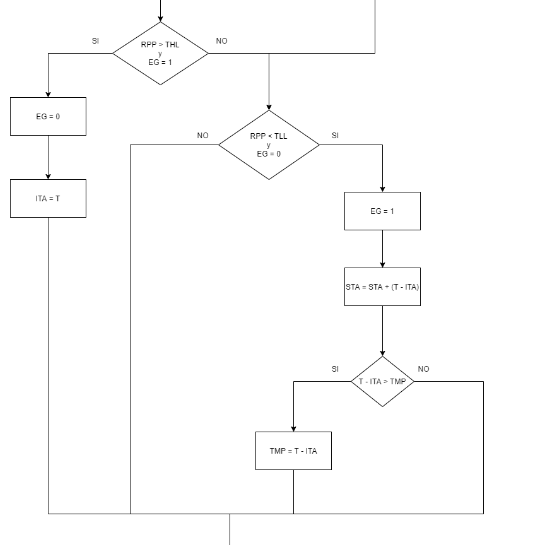 SI
RPP > THL
y
EG = 1
NO
EG = 0
NO
RPP < TLL
y
EG = 0
SI
ITA = T
EG = 1
STA = STA + (T - ITA)
SI
T - ITA > TMP
NO
TMP = T - ITA